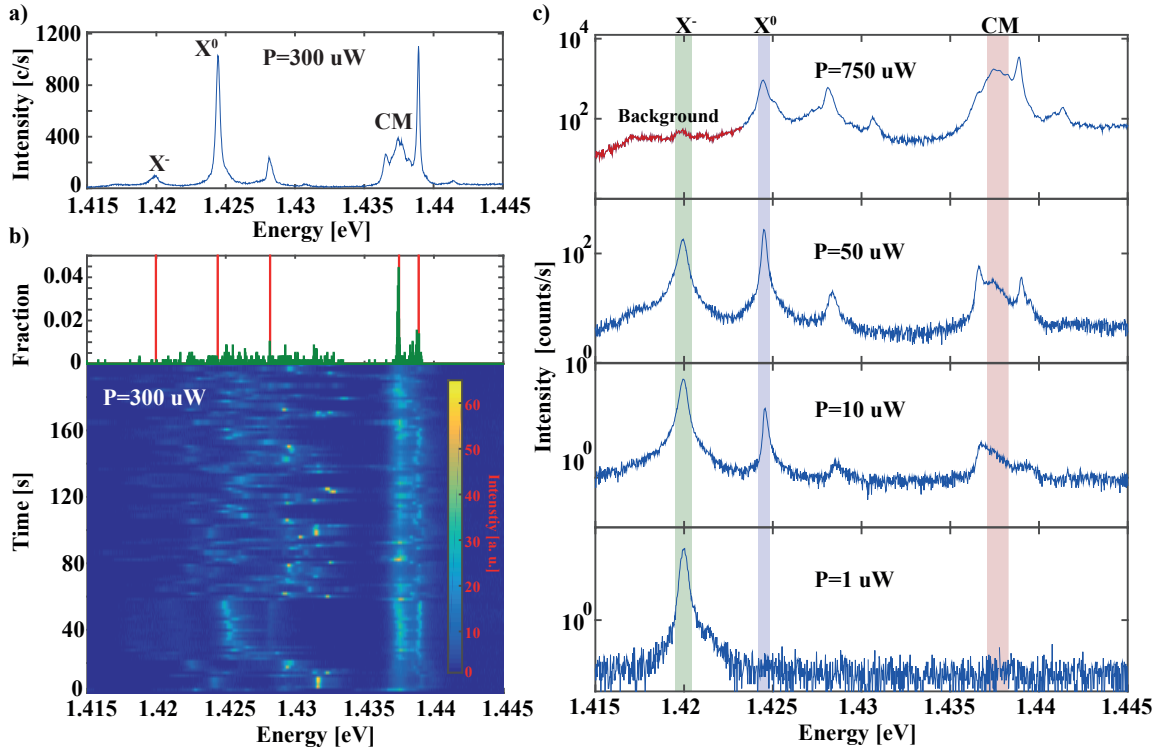 a)
1200
1000
800
400
0
Intensity [c/s]
X⁰
P=300 uW
CM
X⁻
1.415 1.42 1.425 1.43 1.435 1.44 1.445
Energy [eV]
b)
0.04
0.02
0
Fraction
P=300 uW
160
120
80
40
0
Time [s]
60
50
40
30
20
10
0
Intenstiy [a. u.]
1.415 1.42 1.425 1.43 1.435 1.44 1.445
Energy [eV]
c)
X⁻ X⁰ CM
10⁴
10²
P=750 uW
Background
10²
10⁰
P=50 uW
10
10⁰
P=10 uW
10⁰
P=1 uW
Intensity [counts/s]
1.415 1.42 1.425 1.43 1.435 1.44 1.445
Energy [eV]